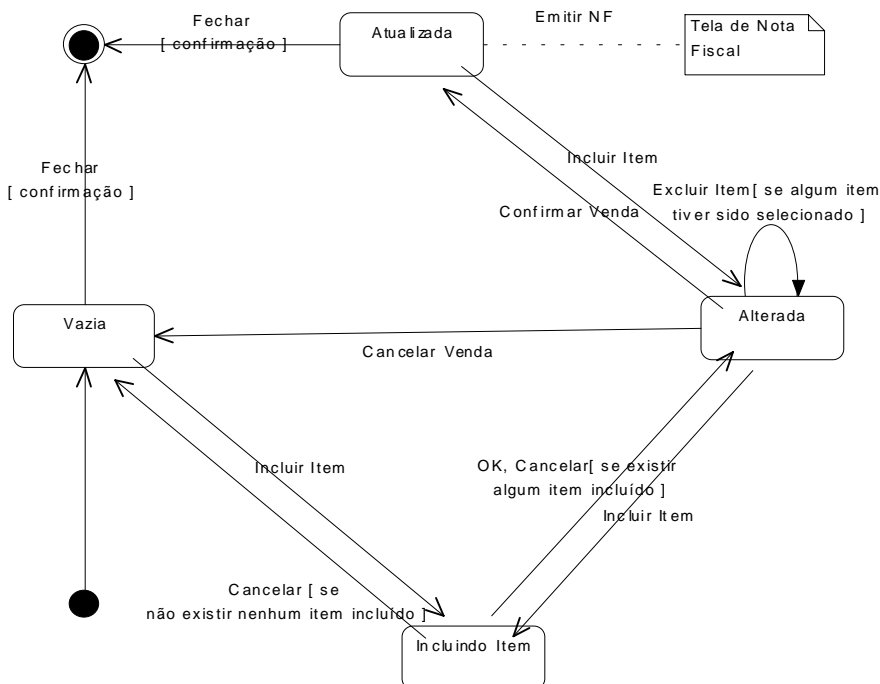 Emitir NF
Fechar
[ confirmação ]
Atualizada
Tela de Nota
Fiscal
Incluir Item
Fechar
[ confirmação ]
Excluir Item[ se algum item
tiver sido selecionado ]
Confirmar Venda
Vazia
Alterada
Cancelar Venda
Incluir Item
OK, Cancelar[ se existir
algum item incluído ]
Incluir Item
Cancelar [ se
não existir nenhum item incluído ]
Incluindo Item